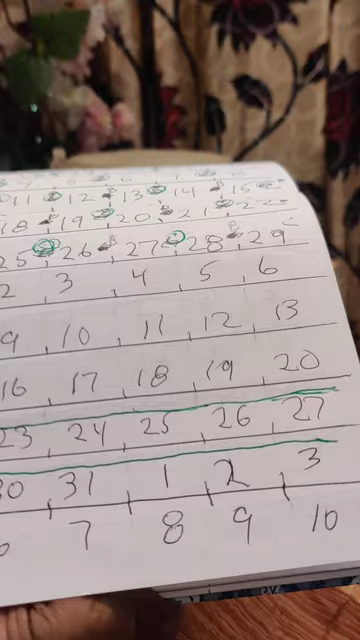 11 12 13 14 15
18 19 20 21 22
25 26 27 28 29
2 3 4 5 6
9 10 11 12 13
16 17 18 19 20
23 24 25 26 27
30 31 1 2 3
7 8 9 10